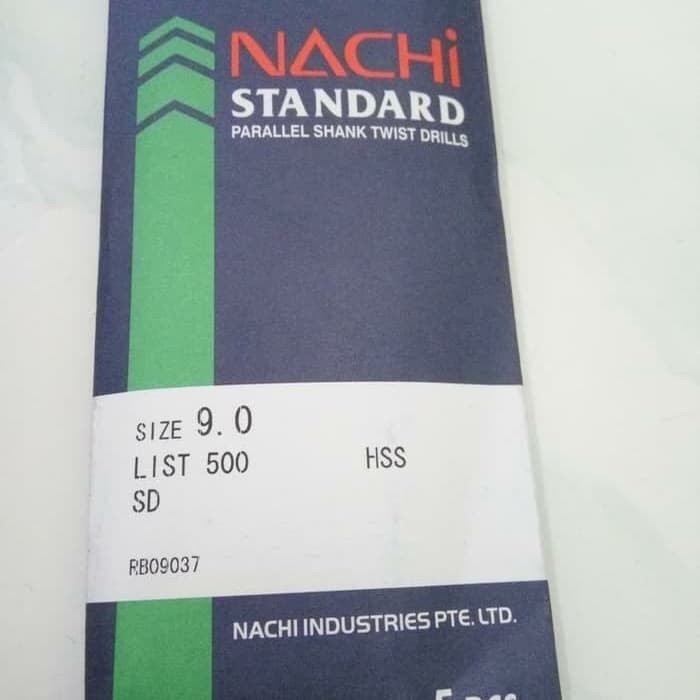 NACHi
STANDARD
PARALLEL SHANK TWIST DRILLS
SIZE 9.0
LIST 500 HSS
SD
RB09037
NACHI INDUSTRIES PTE. LTD.